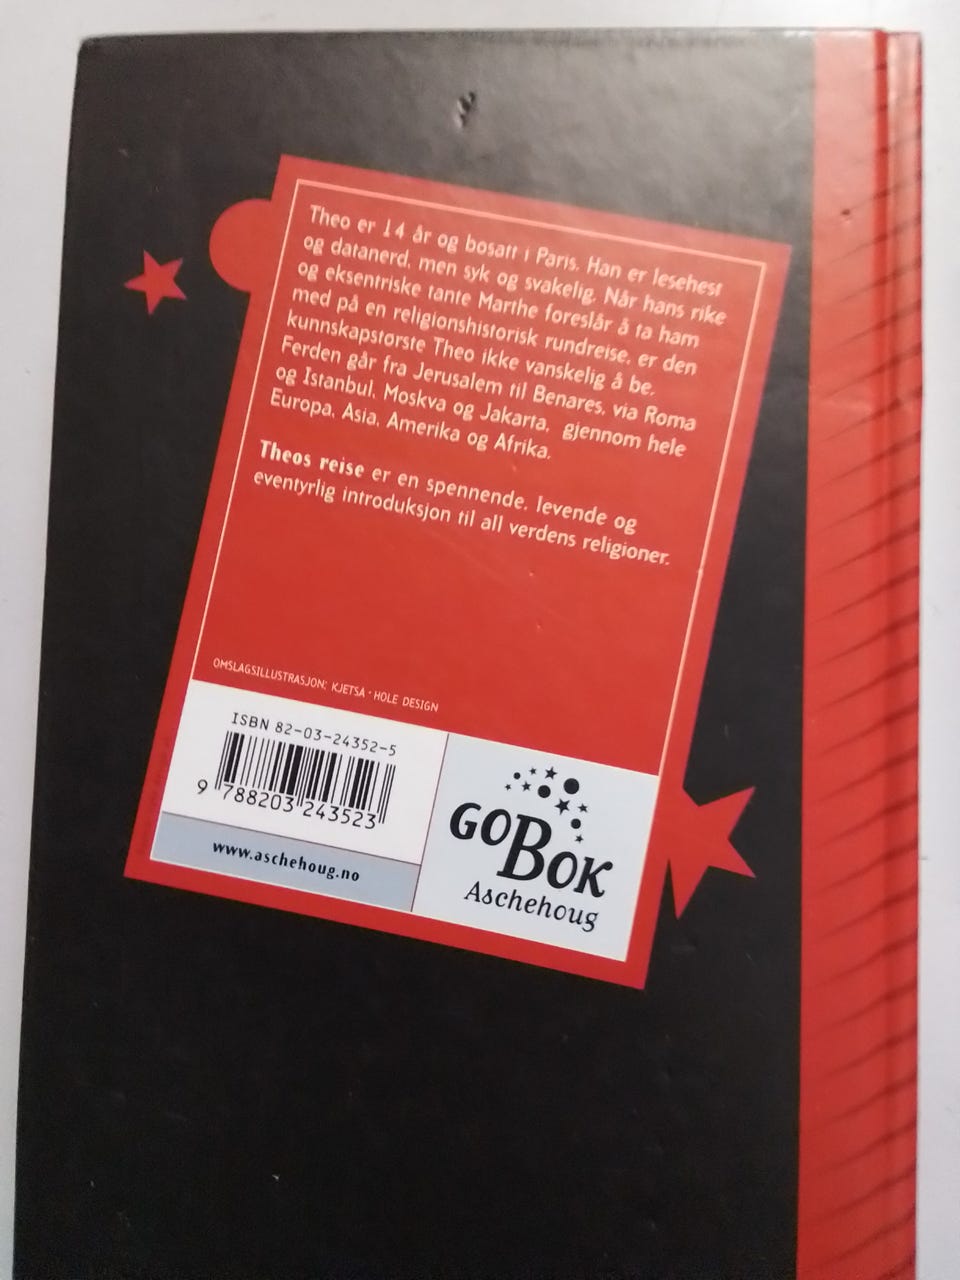 Theo er 14 år og bosatt i Paris. Han er lesehest
og datanerd, men syk og svakelig. Når hans rike
og eksentriske tante Marthe foreslår å ta ham
med på en religionshistorisk rundreise, er den
kunnskapstørste Theo ikke vanskelig å be.
Ferden går fra Jerusalem til Benares, via Roma
og Istanbul, Moskva og Jakarta, gjennom hele
Europa, Asia, Amerika og Afrika.
Theos reise er en spennende, levende og
eventyrlig introduksjon til all verdens religioner.
OMSLAGSILLUSTRASJON: KJETSÅ · HOLE DESIGN
ISBN 82-03-24352-5
9 788203 243523
www.aschehoug.no
GO BOK
Aschehoug